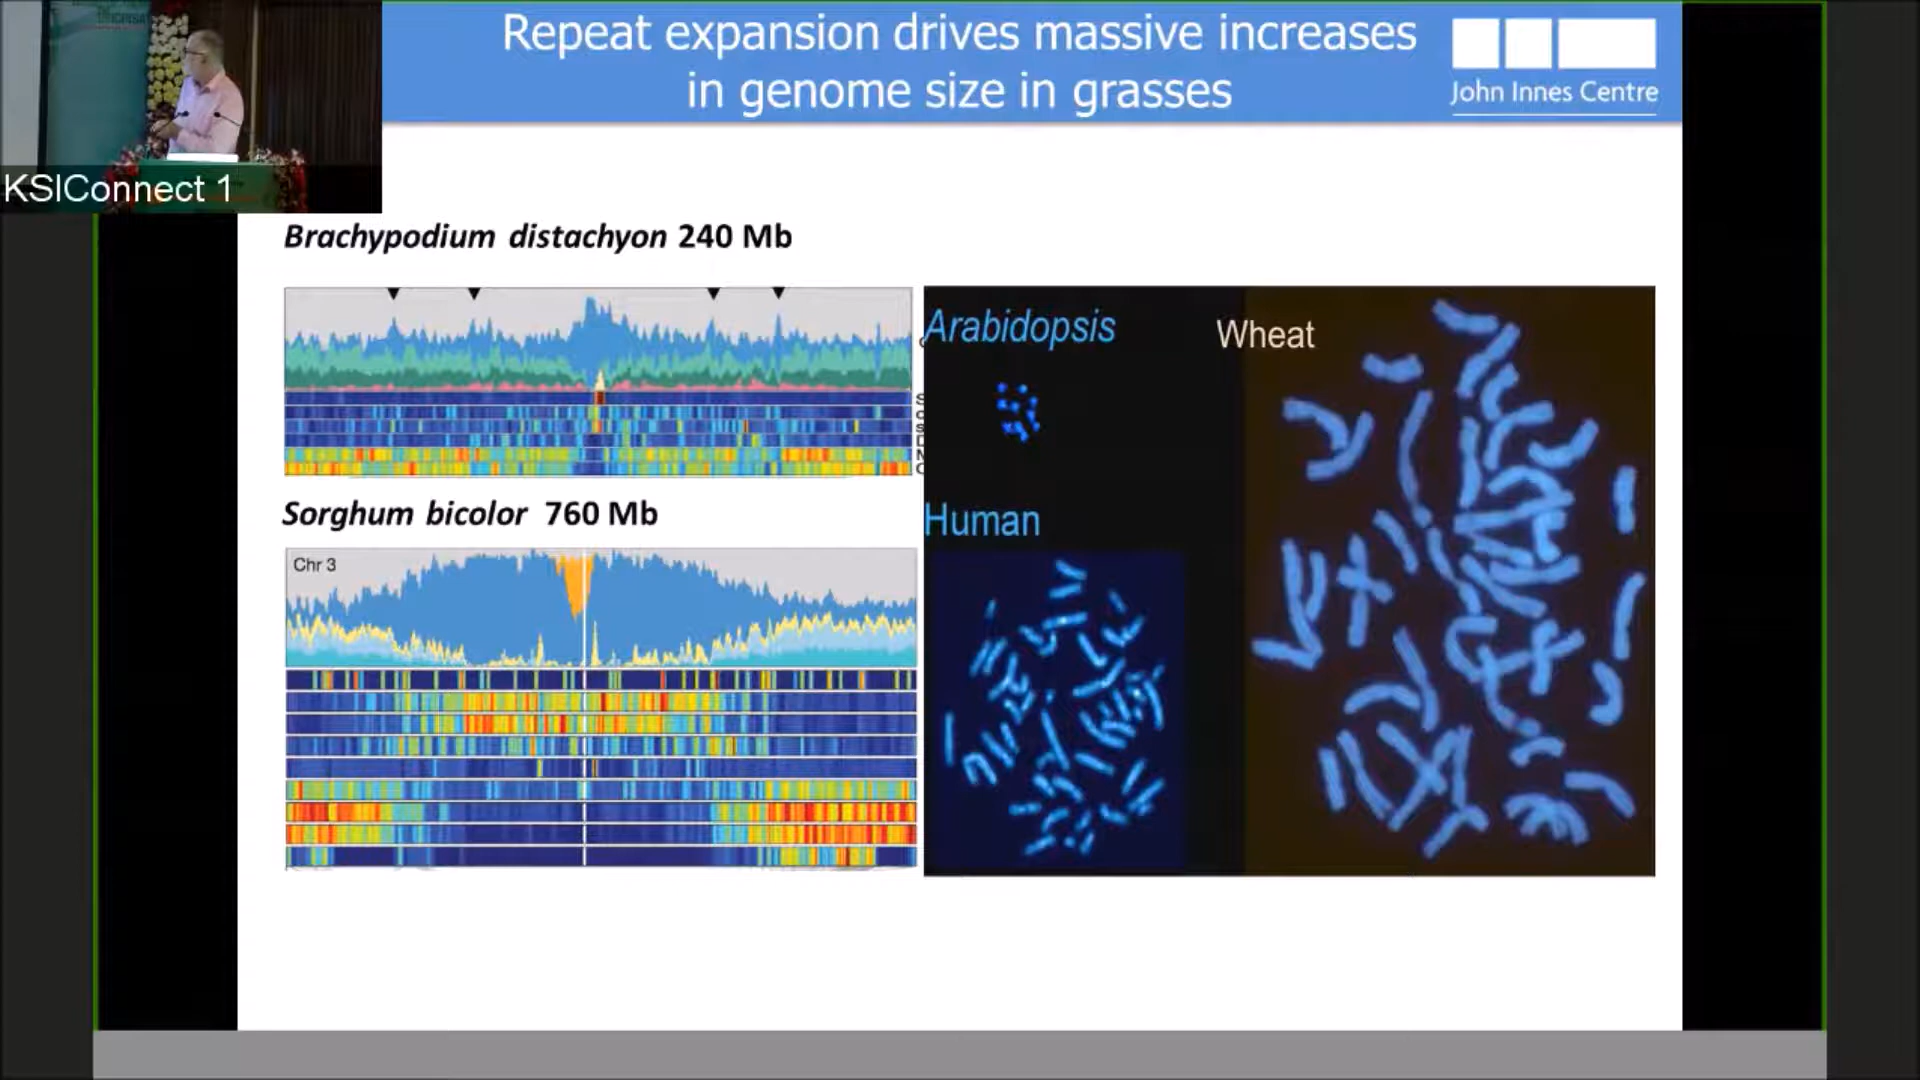 Repeat expansion drives massive increases
in genome size in grasses
John Innes Centre
KSIConnect 1
Brachypodium distachyon 240 Mb
Arabidopsis
Wheat
Human
Sorghum bicolor 760 Mb
Chr 3